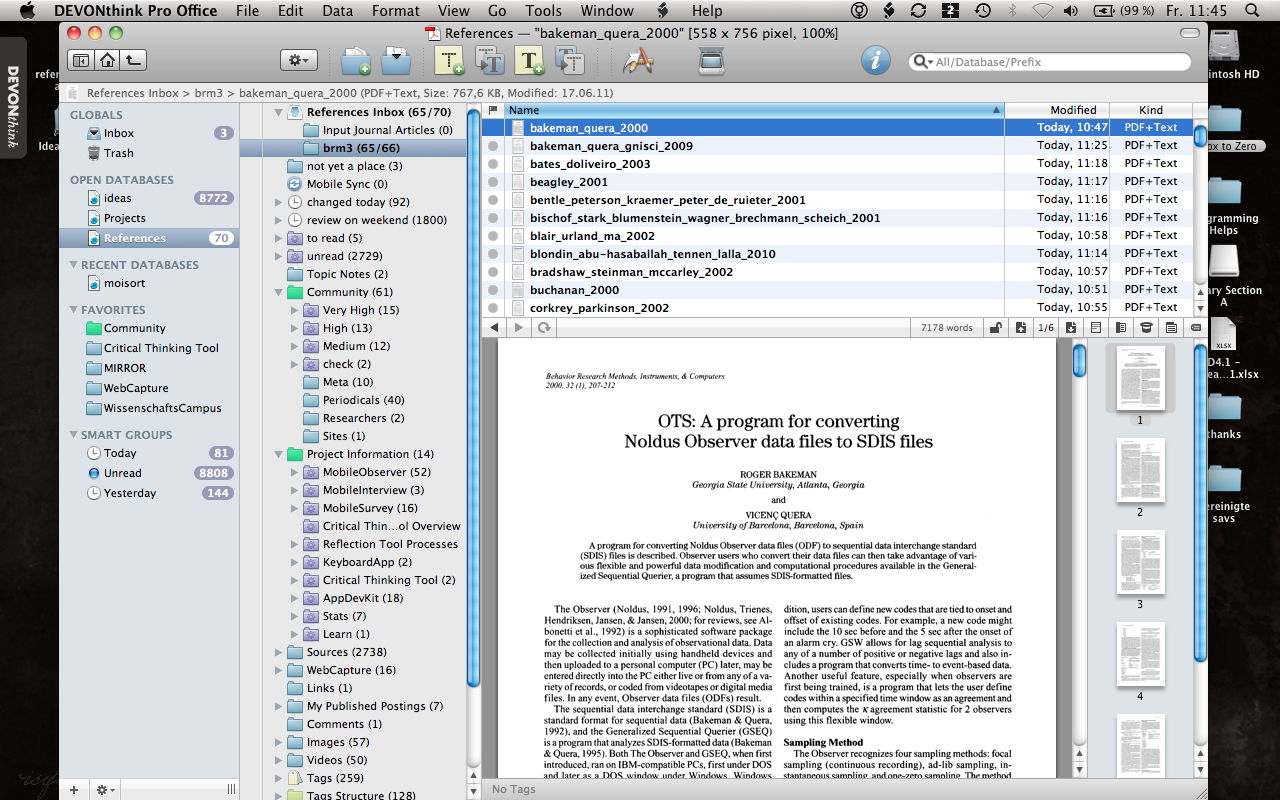 DEVONthink Pro Office File Edit Data Format View Go Tools Window Help (99 %) Fr. 11:45
References — "bakeman_quera_2000" [558 x 756 pixel, 100%]
All/Database/Prefix
References Inbox > brm3 > bakeman_quera_2000 (PDF+Text, Size: 767,6 KB, Modified: 17.06.11)
DEVONthink
GLOBALS
Inbox 3
Trash
OPEN DATABASES
ideas 8772
Projects
References 70
RECENT DATABASES
moisort
FAVORITES
Community
Critical Thinking Tool
MIRROR
WebCapture
WissenschaftsCampus
SMART GROUPS
Today 81
Unread 8808
Yesterday 144
References Inbox (65/70)
Input Journal Articles (0)
brm3 (65/66)
not yet a place (3)
Mobile Sync (0)
changed today (92)
review on weekend (1800)
to read (5)
unread (2729)
Topic Notes (2)
Community (61)
Very High (15)
High (13)
Medium (12)
check (2)
Meta (10)
Periodicals (40)
Researchers (2)
Sites (1)
Project Information (14)
MobileObserver (52)
MobileInterview (3)
MobileSurvey (16)
Critical Thin...ol Overview
Reflection Tool Processes
KeyboardApp (2)
Critical Thinking Tool (2)
AppDevKit (18)
Stats (7)
Learn (1)
Sources (2738)
WebCapture (16)
Links (1)
My Published Postings (7)
Comments (1)
Images (57)
Videos (50)
Tags (259)
Tags Structure (128)
Name Modified Kind
bakeman_quera_2000 Today, 10:47 PDF+Text
bakeman_quera_gnisci_2009 Today, 11:25 PDF+Text
bates_doliveiro_2003 Today, 11:18 PDF+Text
beagley_2001 Today, 11:17 PDF+Text
bentle_peterson_kraemer_peter_de_ruieter_2001 Today, 11:16 PDF+Text
bischof_stark_blumenstein_wagner_brechmann_scheich_2001 Today, 11:16 PDF+Text
blair_urland_ma_2002 Today, 10:58 PDF+Text
blondin_abu-hasaballah_tennen_lalla_2010 Today, 11:14 PDF+Text
bradshaw_steinman_mccarley_2002 Today, 10:57 PDF+Text
buchanan_2000 Today, 10:51 PDF+Text
corkrey_parkinson_2002 Today, 10:55 PDF+Text
7178 words 1/6
Behavior Research Methods, Instruments, & Computers
2000, 32 (1), 207-212
OTS: A program for converting
Noldus Observer data files to SDIS files
ROGER BAKEMAN
Georgia State University, Atlanta, Georgia
and
VICENÇ QUERA
University of Barcelona, Barcelona, Spain
A program for converting Noldus Observer data files (ODF) to sequential data interchange standard
(SDIS) files is described. Observer users who convert their data files can then take advantage of vari-
ous flexible and powerful data modification and computational procedures available in the General-
ized Sequential Querier, a program that assumes SDIS-formatted files.
The Observer (Noldus, 1991, 1996; Noldus, Trienes,
Hendriksen, Jansen, & Jansen, 2000; for reviews, see Al-
bonetti et al., 1992) is a sophisticated software package
for the collection and analysis of observational data. Data
may be collected initially using handheld devices and
then uploaded to a personal computer (PC) later, may be
entered directly into the PC either live or from any of a va-
riety of records, or coded from videotapes or digital media
files. In any event, Observer data files (ODFs) result.
The sequential data interchange standard (SDIS) is a
standard format for sequential data (Bakeman & Quera,
1992), and the Generalized Sequential Querier (GSEQ)
is a program that analyzes SDIS-formatted data (Bakeman
& Quera, 1995). Both The Observer and GSEQ, when first
introduced, ran on IBM-compatible PCs, first under DOS
and later as a DOS window under Windows. Windows
dition, users can define new codes that are tied to onset and
offset of existing codes. For example, a new code might
include the 10 sec before and the 5 sec after the onset of
an alarm cry. GSW allows for lag sequential analysis to
any of a number of positive or negative lags and also in-
cludes a program that converts time- to event-based data.
Another useful feature, especially when observers are
first being trained, is a program that lets the user define
codes within a specified time window as an agreement and
then computes the κ agreement statistic for 2 observers
using this flexible window.
Sampling Method
The Observer recognizes four sampling methods: focal
sampling (continuous recording), ad-lib sampling, in-
stantaneous sampling, and one-zero sampling. The method
1
2
3
4
No Tags
refer
Idea
intosh HD
ox to Zero
gramming
Helps
ary Section
A
XLSX
D4.1 –
ea...1.xlsx
thanks
ereinigte
savs